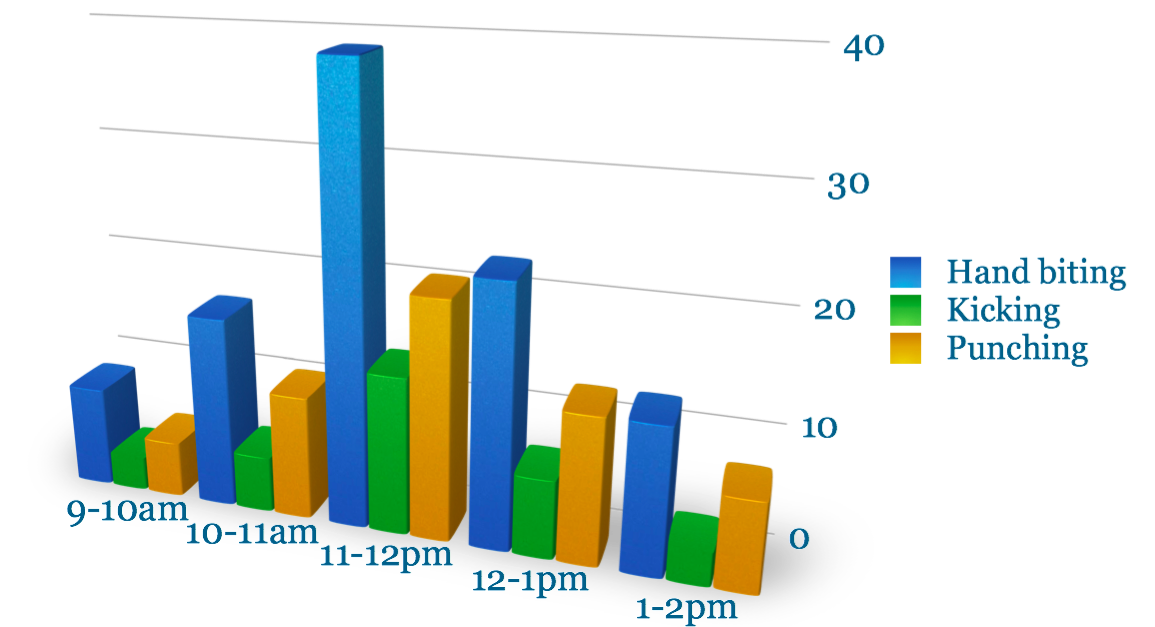 40
30
20
10
0
Hand biting
Kicking
Punching
9-10am
10-11am
11-12pm
12-1pm
1-2pm